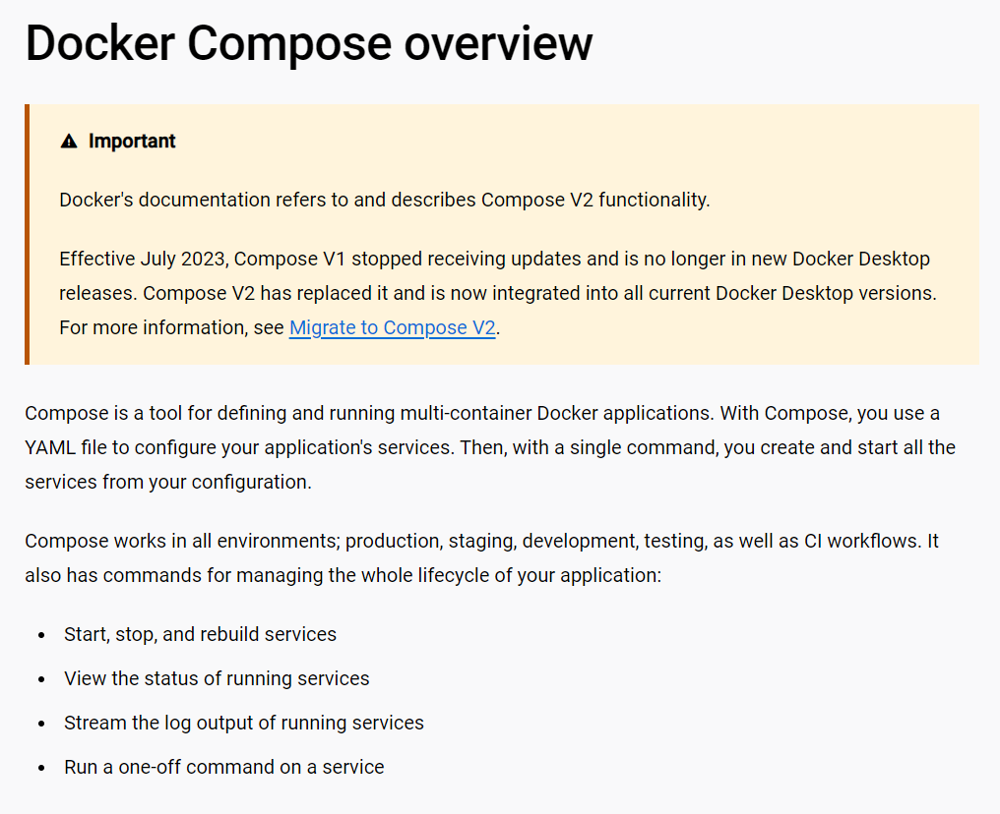 Docker Compose overview
Important
Docker's documentation refers to and describes Compose V2 functionality.
Effective July 2023, Compose V1 stopped receiving updates and is no longer in new Docker Desktop
releases. Compose V2 has replaced it and is now integrated into all current Docker Desktop versions.
For more information, see Migrate to Compose V2.
Compose is a tool for defining and running multi-container Docker applications. With Compose, you use a
YAML file to configure your application's services. Then, with a single command, you create and start all the
services from your configuration.
Compose works in all environments; production, staging, development, testing, as well as CI workflows. It
also has commands for managing the whole lifecycle of your application:
• Start, stop, and rebuild services
• View the status of running services
• Stream the log output of running services
• Run a one-off command on a service